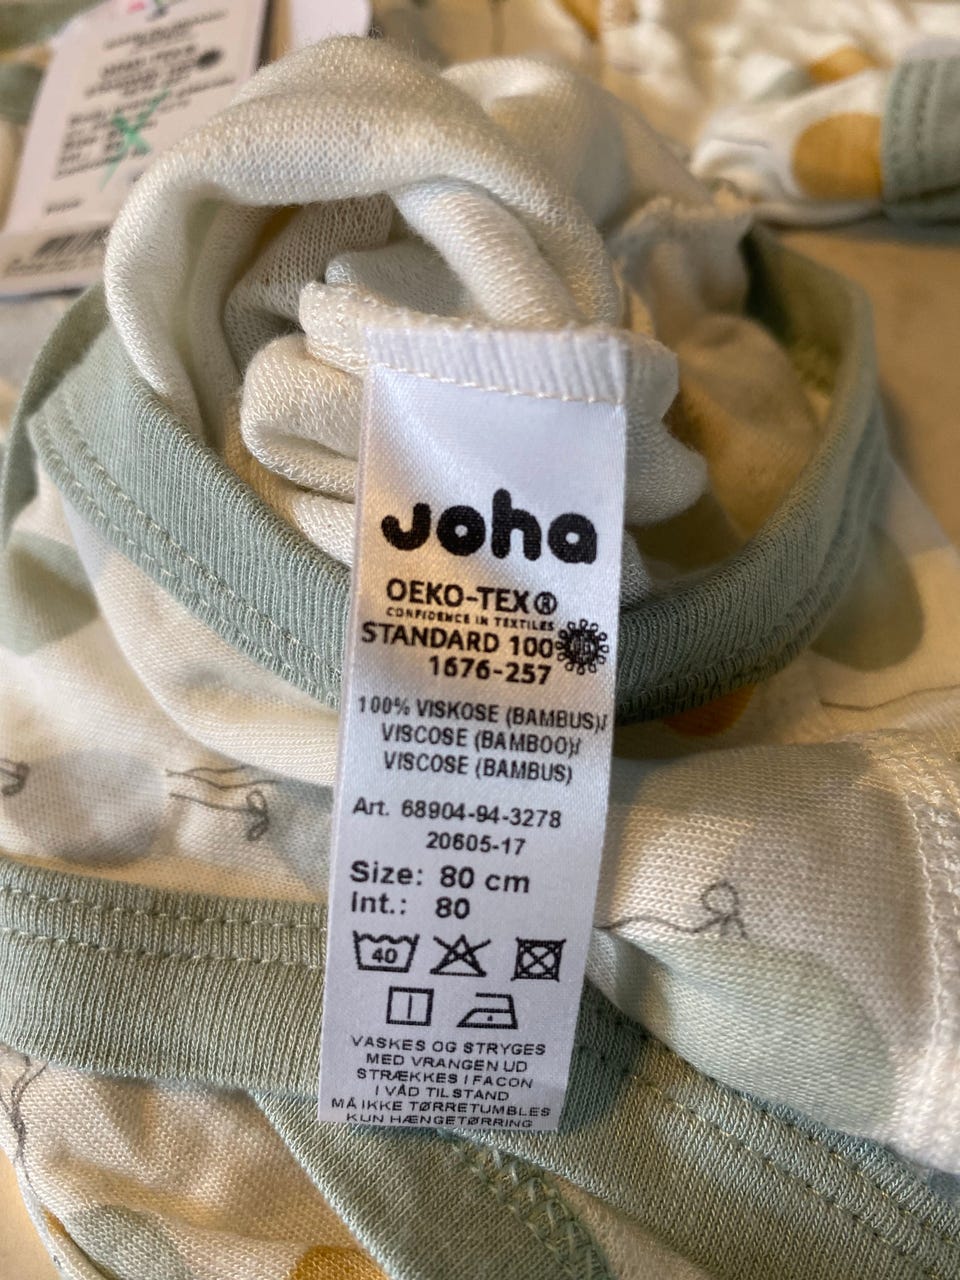 joha
OEKO-TEX®
CONFIDENCE IN TEXTILES
STANDARD 100
1676-257
100% VISKOSE (BAMBUS)/
VISCOSE (BAMBOO)/
VISCOSE (BAMBUS)
Art. 68904-94-3278
20605-17
Size: 80 cm
Int.: 80
40
VASKES OG STRYGES
MED VRANGEN UD
STRÆKKES I FACON
I VÅD TILSTAND
MÅ IKKE TØRRETUMBLES
KUN HÆNGETØRRING
OEKO-TEX®